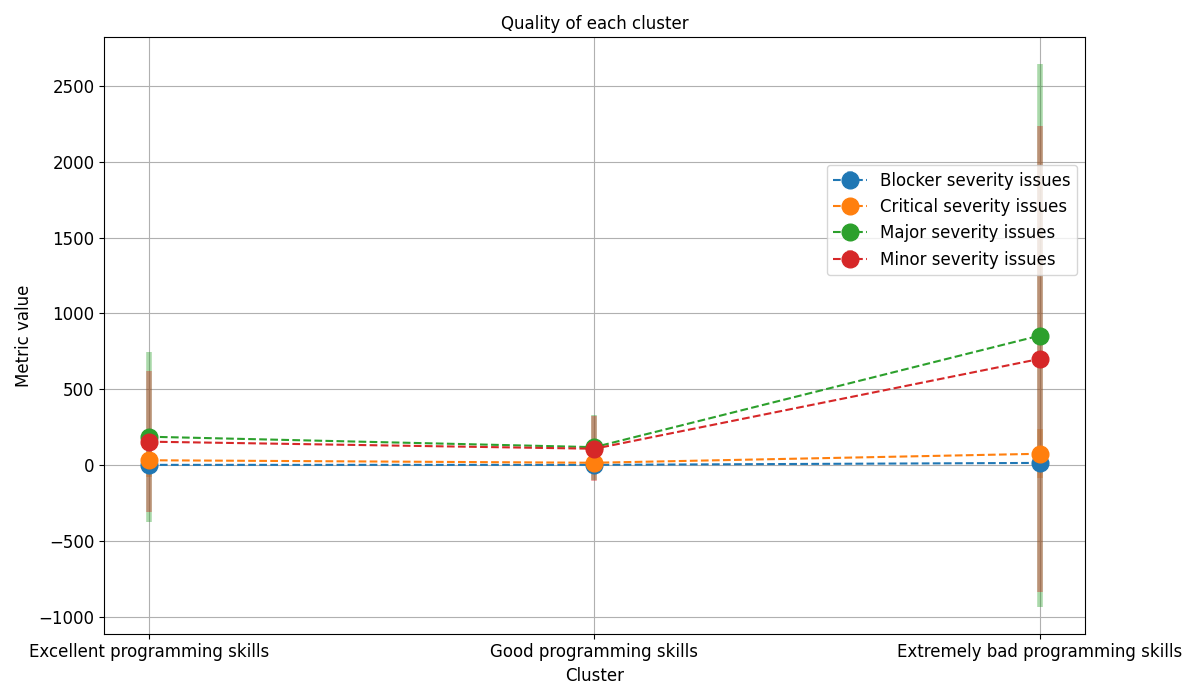 Quality of each cluster
2500
2000
1500
1000
500
0
−500
−1000
Metric value
Blocker severity issues
Critical severity issues
Major severity issues
Minor severity issues
Excellent programming skills
Good programming skills
Extremely bad programming skills
Cluster